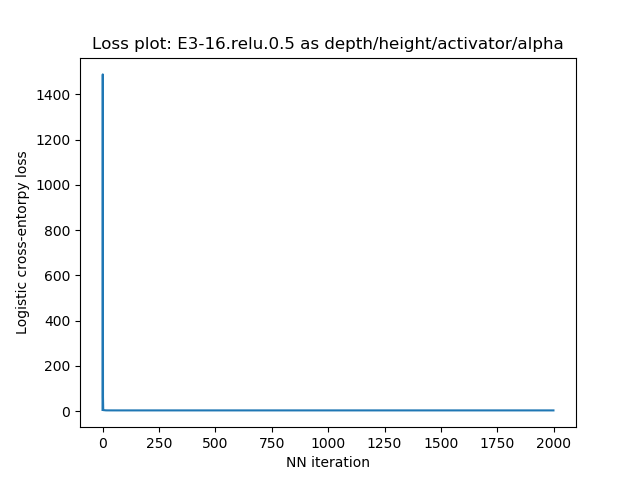 Loss plot: E3-16.relu.0.5 as depth/height/activator/alpha
1400
1200
1000
800
600
400
200
0
Logistic cross-entorpy loss
0 250 500 750 1000 1250 1500 1750 2000
NN iteration